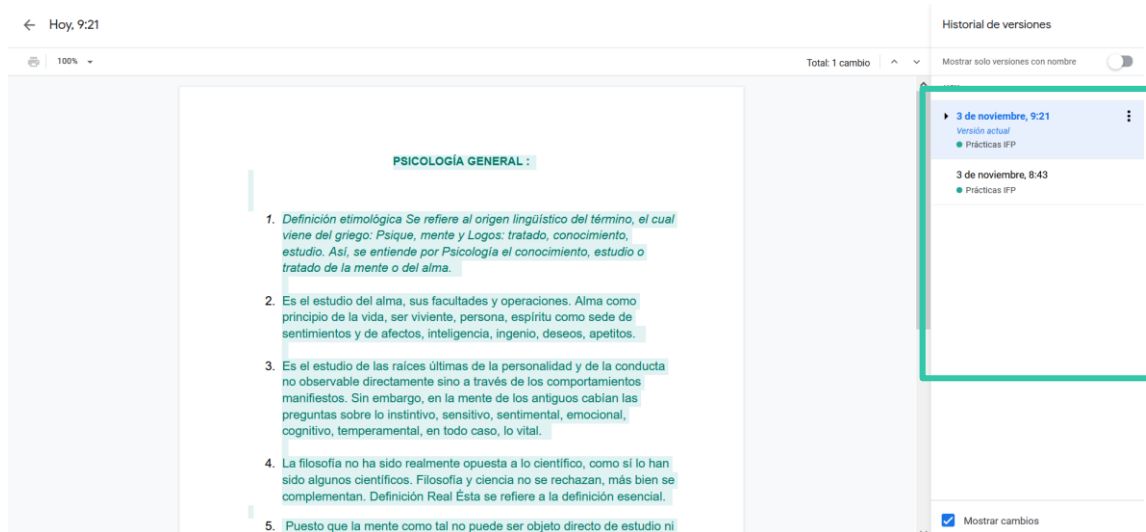 Hoy, 9:21
Historial de versiones
100%
Total: 1 cambio
Mostrar solo versiones con nombre
3 de noviembre, 9:21
Versión actual
Prácticas IFP
3 de noviembre, 8:43
Prácticas IFP
PSICOLOGÍA GENERAL :
1. Definición etimológica Se refiere al origen lingüístico del término, el cual
viene del griego: Psique, mente y Logos: tratado, conocimiento,
estudio. Así, se entiende por Psicología el conocimiento, estudio o
tratado de la mente o del alma.
2. Es el estudio del alma, sus facultades y operaciones. Alma como
principio de la vida, ser viviente, persona, espíritu como sede de
sentimientos y de afectos, inteligencia, ingenio, deseos, apetitos.
3. Es el estudio de las raíces últimas de la personalidad y de la conducta
no observable directamente sino a través de los comportamientos
manifiestos. Sin embargo, en la mente de los antiguos cabían las
preguntas sobre lo instintivo, sensitivo, sentimental, emocional,
cognitivo, temperamental, en todo caso, lo vital.
4. La filosofía no ha sido realmente opuesta a lo científico, como sí lo han
sido algunos científicos. Filosofía y ciencia no se rechazan, más bien se
complementan. Definición Real Ésta se refiere a la definición esencial.
5. Puesto que la mente como tal no puede ser objeto directo de estudio ni
Mostrar cambios